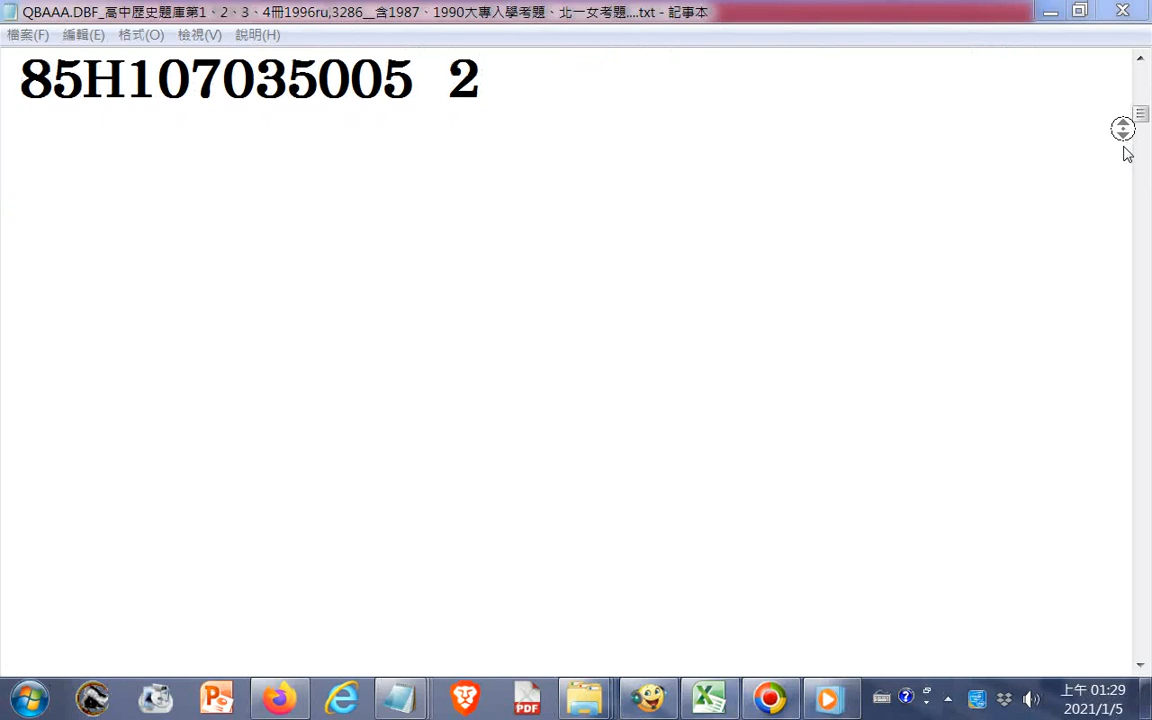 QBAAA.DBF_高中歷史題庫第1、2、3、4冊1996ru,3286__含1987、1990大專入學考題、北一女考題....txt - 記事本
檔案(F) 編輯(E) 格式(O) 檢視(V) 說明(H)
85H107035005 2
PDF
上午 01:29
2021/1/5